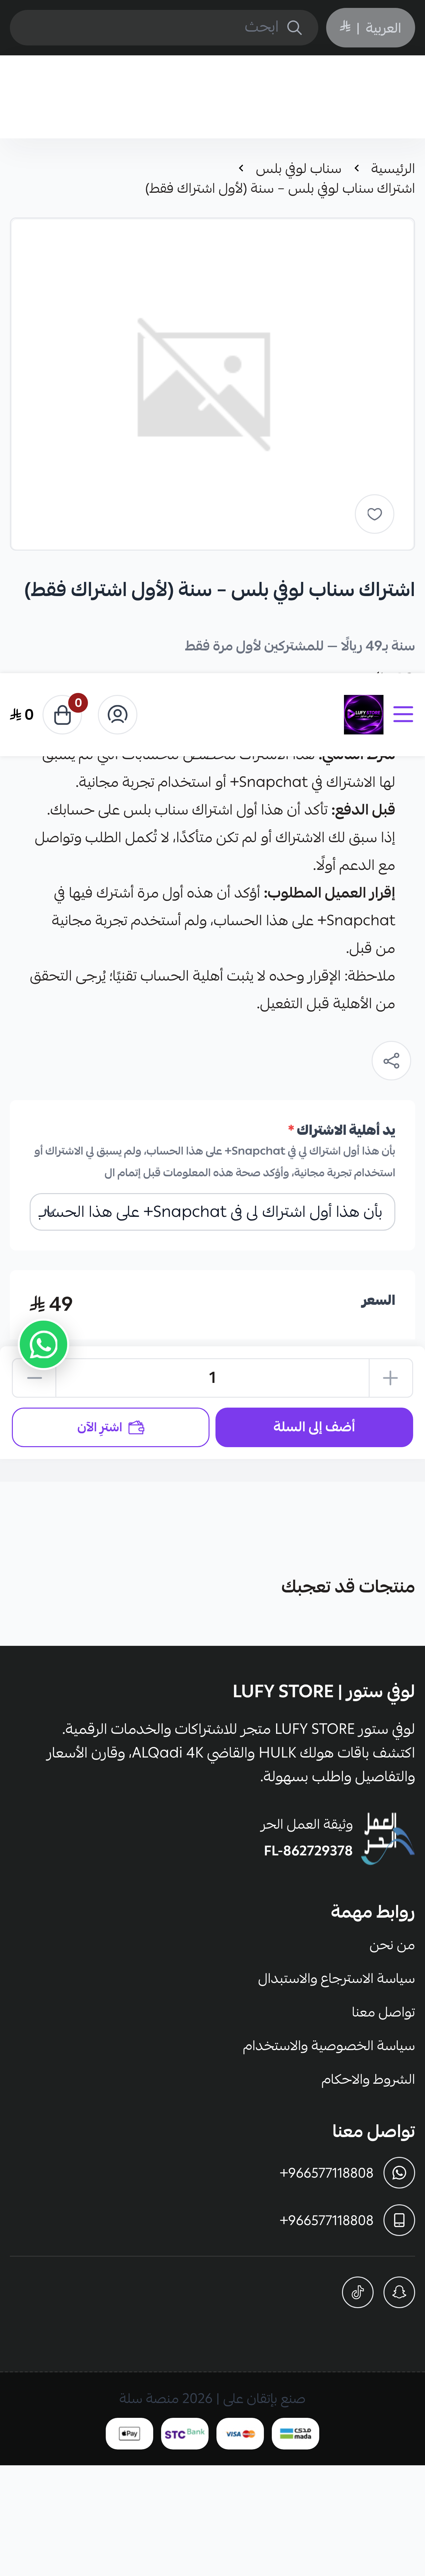 العربية |
ابحث
الرئيسية
سناب لوفي بلس
اشتراك سناب لوفي بلس - سنة (لأول اشتراك فقط)
اشتراك سناب لوفي بلس - سنة (لأول اشتراك فقط)
سنة بـ49 ريالًا — للمشتركين لأول مرة فقط
LUFY STORE
0
0
لها الاشتراك في Snapchat+ أو استخدام تجربة مجانية.
قبل الدفع: تأكد أن هذا أول اشتراك سناب بلس على حسابك.
إذا سبق لك الاشتراك أو لم تكن متأكدًا، لا تُكمل الطلب وتواصل
مع الدعم أولًا.
إقرار العميل المطلوب: أؤكد أن هذه أول مرة أشترك فيها في
Snapchat+ على هذا الحساب، ولم أستخدم تجربة مجانية
من قبل.
ملاحظة: الإقرار وحده لا يثبت أهلية الحساب تقنيًا؛ يُرجى التحقق
من الأهلية قبل التفعيل.
يد أهلية الاشتراك *
بأن هذا أول اشتراك لي في Snapchat+ على هذا الحساب، ولم يسبق لي الاشتراك أو
استخدام تجربة مجانية، وأؤكد صحة هذه المعلومات قبل إتمام ال
بأن هذا أول اشتراك لي في Snapchat+ على هذا الحساب
السعر
49
1
أضف إلى السلة
اشترِ الآن
منتجات قد تعجبك
لوفي ستور | LUFY STORE
لوفي ستور LUFY STORE متجر للاشتراكات والخدمات الرقمية.
اكتشف باقات هولك HULK والقاضي ALQadi 4K، وقارن الأسعار
والتفاصيل واطلب بسهولة.
العمل الحر
وثيقة العمل الحر
FL-862729378
روابط مهمة
من نحن
سياسة الاسترجاع والاستبدال
تواصل معنا
سياسة الخصوصية والاستخدام
الشروط والاحكام
تواصل معنا
+966577118808
+966577118808
صنع بإتقان على | 2026 منصة سلة
مدى mada
VISA
STC Bank
Pay